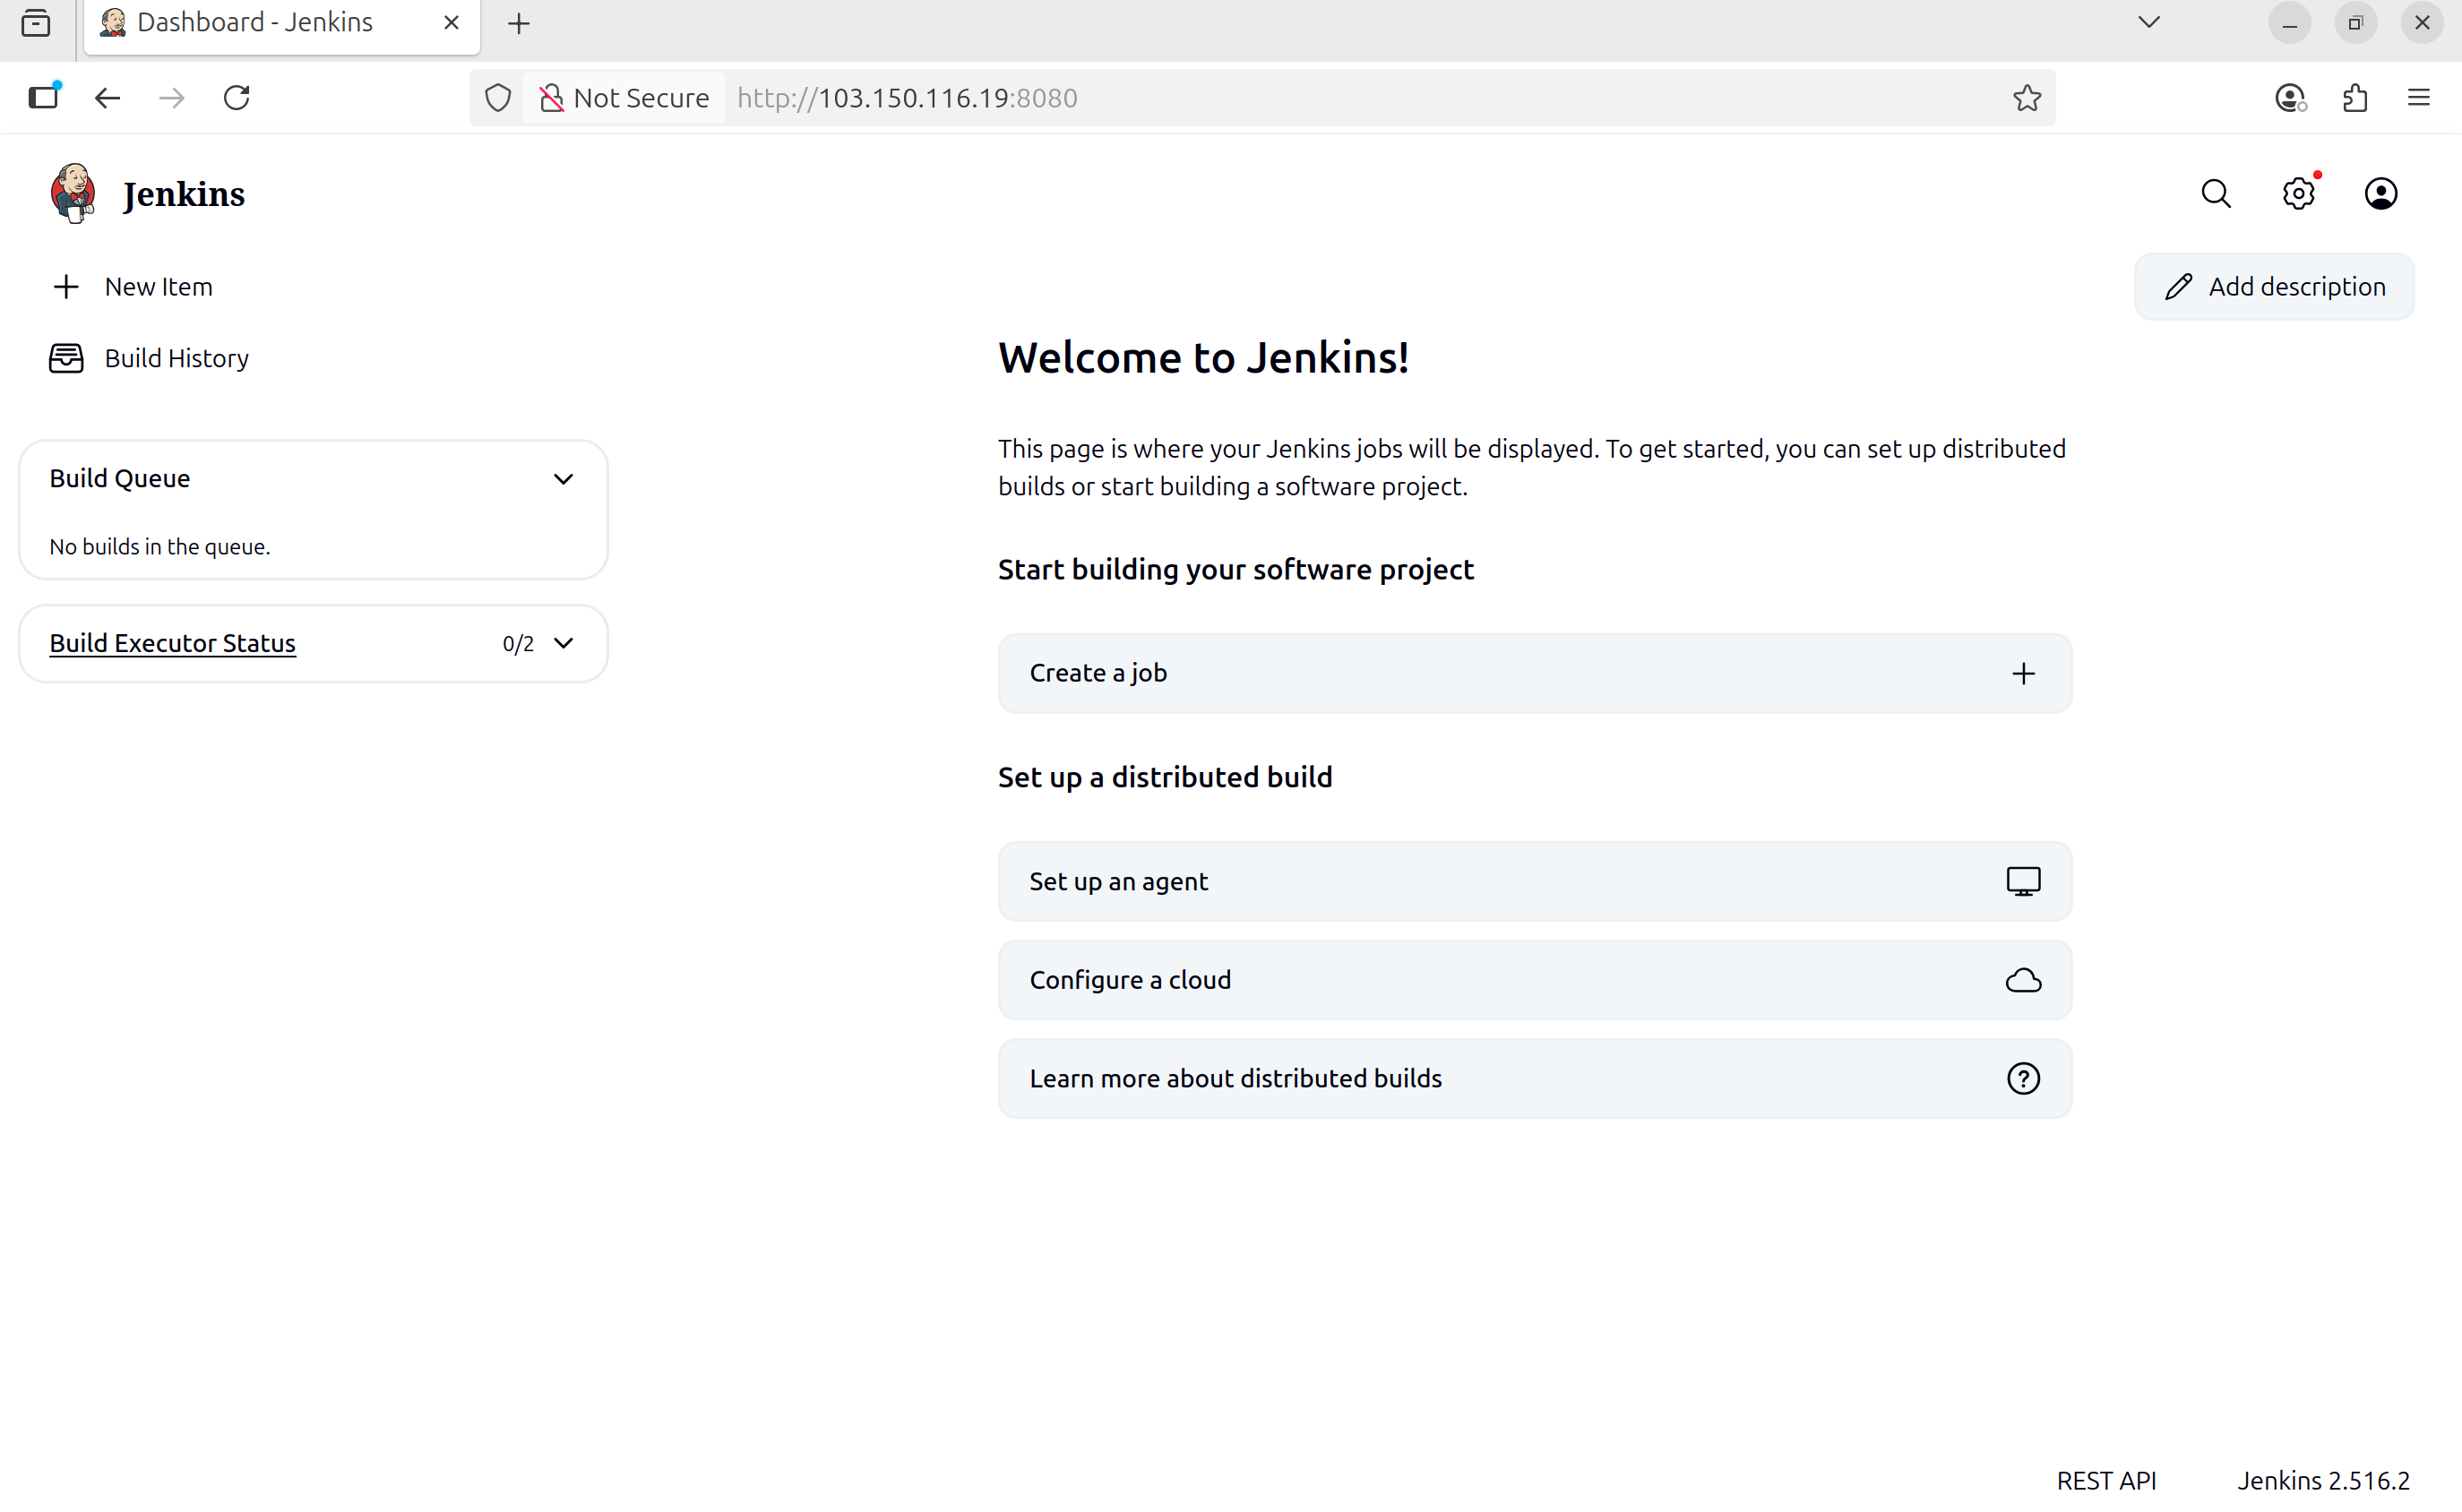 Dashboard - Jenkins
Not Secure http://103.150.116.19:8080
Jenkins
New Item
Add description
Build History
Build Queue
No builds in the queue.
Build Executor Status 0/2
Welcome to Jenkins!
This page is where your Jenkins jobs will be displayed. To get started, you can set up distributed
builds or start building a software project.
Start building your software project
Create a job
Set up a distributed build
Set up an agent
Configure a cloud
Learn more about distributed builds
REST API Jenkins 2.516.2